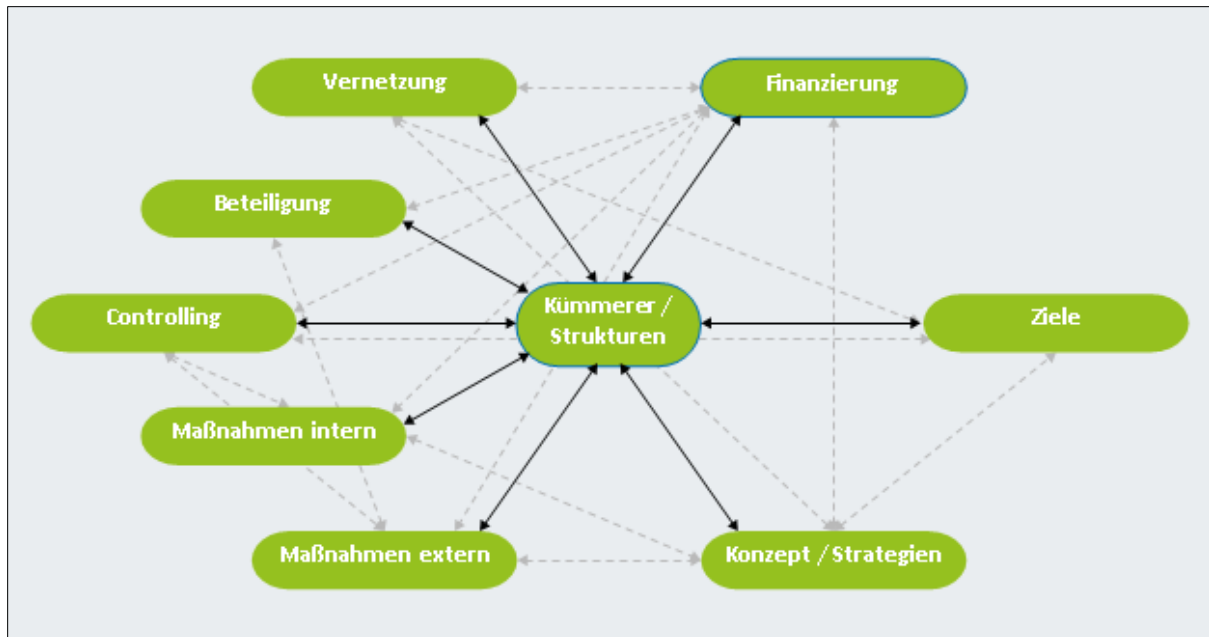 Vernetzung
Finanzierung
Beteiligung
Controlling
Kümmerer /
Strukturen
Ziele
Maßnahmen intern
Maßnahmen extern
Konzept / Strategien